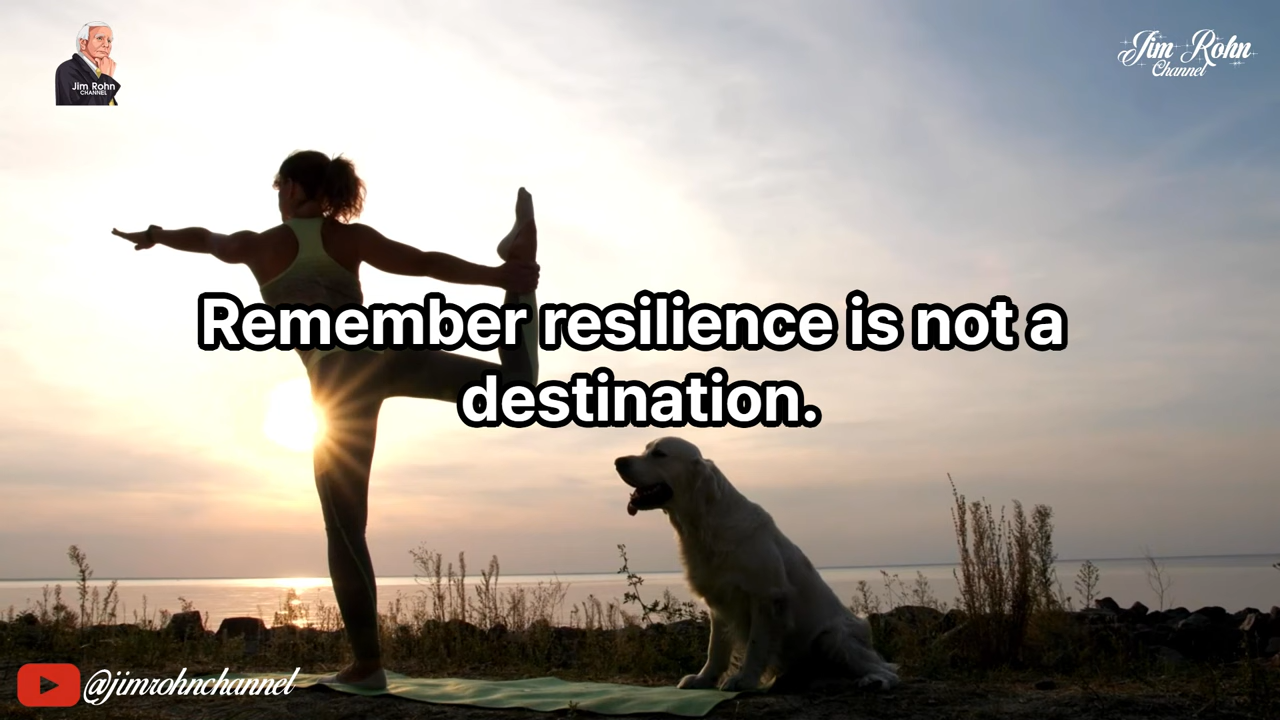 Jim Rohn
CHANNEL
Jim Rohn
Channel
Remember resilience is not a
destination.
@jimrohnchannel